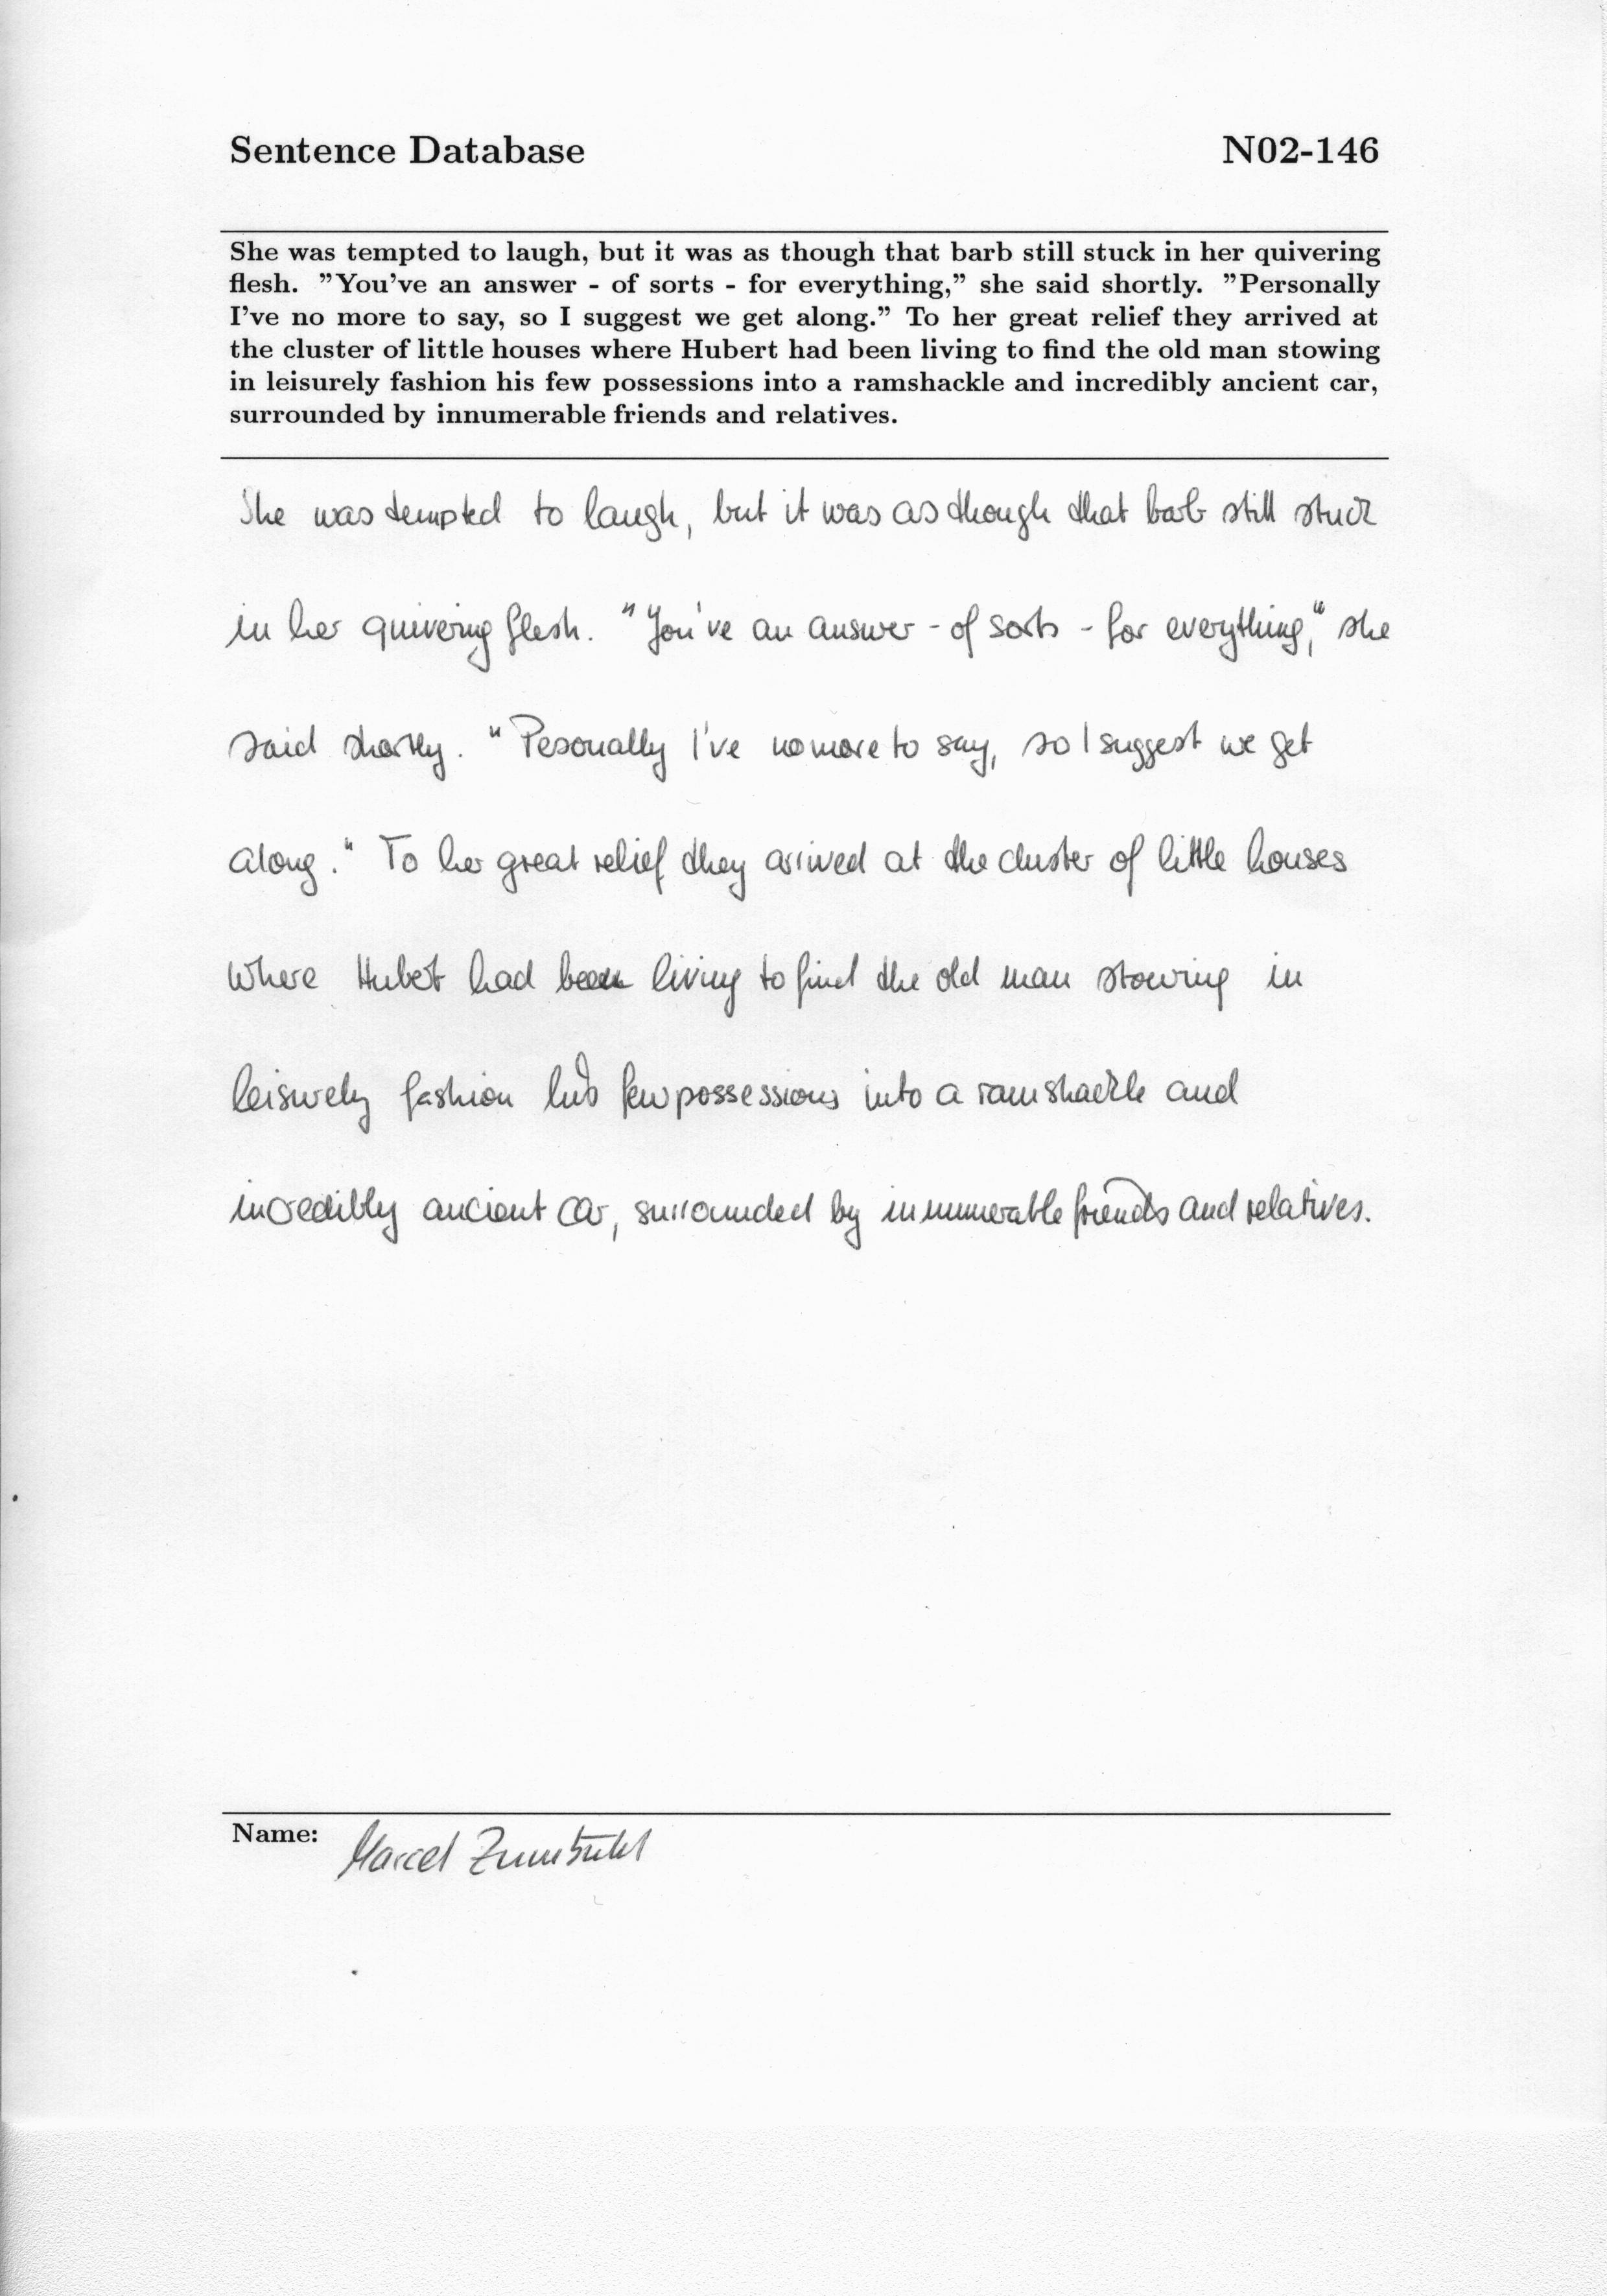 Sentence Database N02-146
She was tempted to laugh, but it was as though that barb still stuck in her quivering
flesh. ”You’ve an answer - of sorts - for everything,” she said shortly. ”Personally
I’ve no more to say, so I suggest we get along.” To her great relief they arrived at
the cluster of little houses where Hubert had been living to find the old man stowing
in leisurely fashion his few possessions into a ramshackle and incredibly ancient car,
surrounded by innumerable friends and relatives.
She was tempted to laugh, but it was as though that barb still stuck
in her quivering flesh. "You've an answer - of sorts - for everything," she
said shortly. "Pesonally I've no more to say, so I suggest we get
along." To her great relief they arrived at the cluster of little houses
where Hubert had been living to find the old man stowing in
leisurely fashion his few possessions into a ramshackle and
incredibly ancient car, surrounded by innumerable friends and relatives.
Name: Marcel Zumbühl